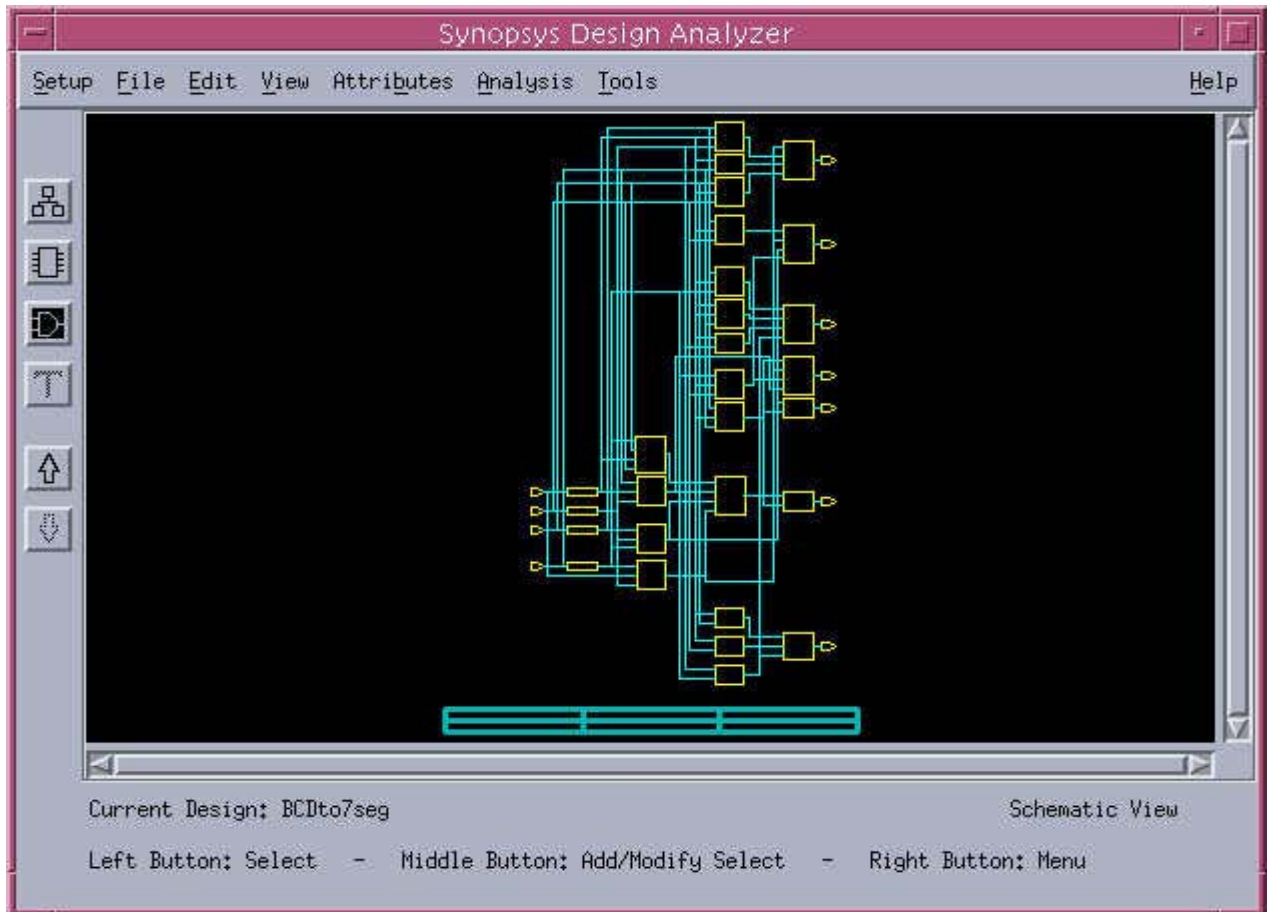 Synopsys Design Analyzer
Setup File Edit View Attributes Analysis Tools Help
Current Design: BCDto7seg Schematic View
Left Button: Select - Middle Button: Add/Modify Select - Right Button: Menu